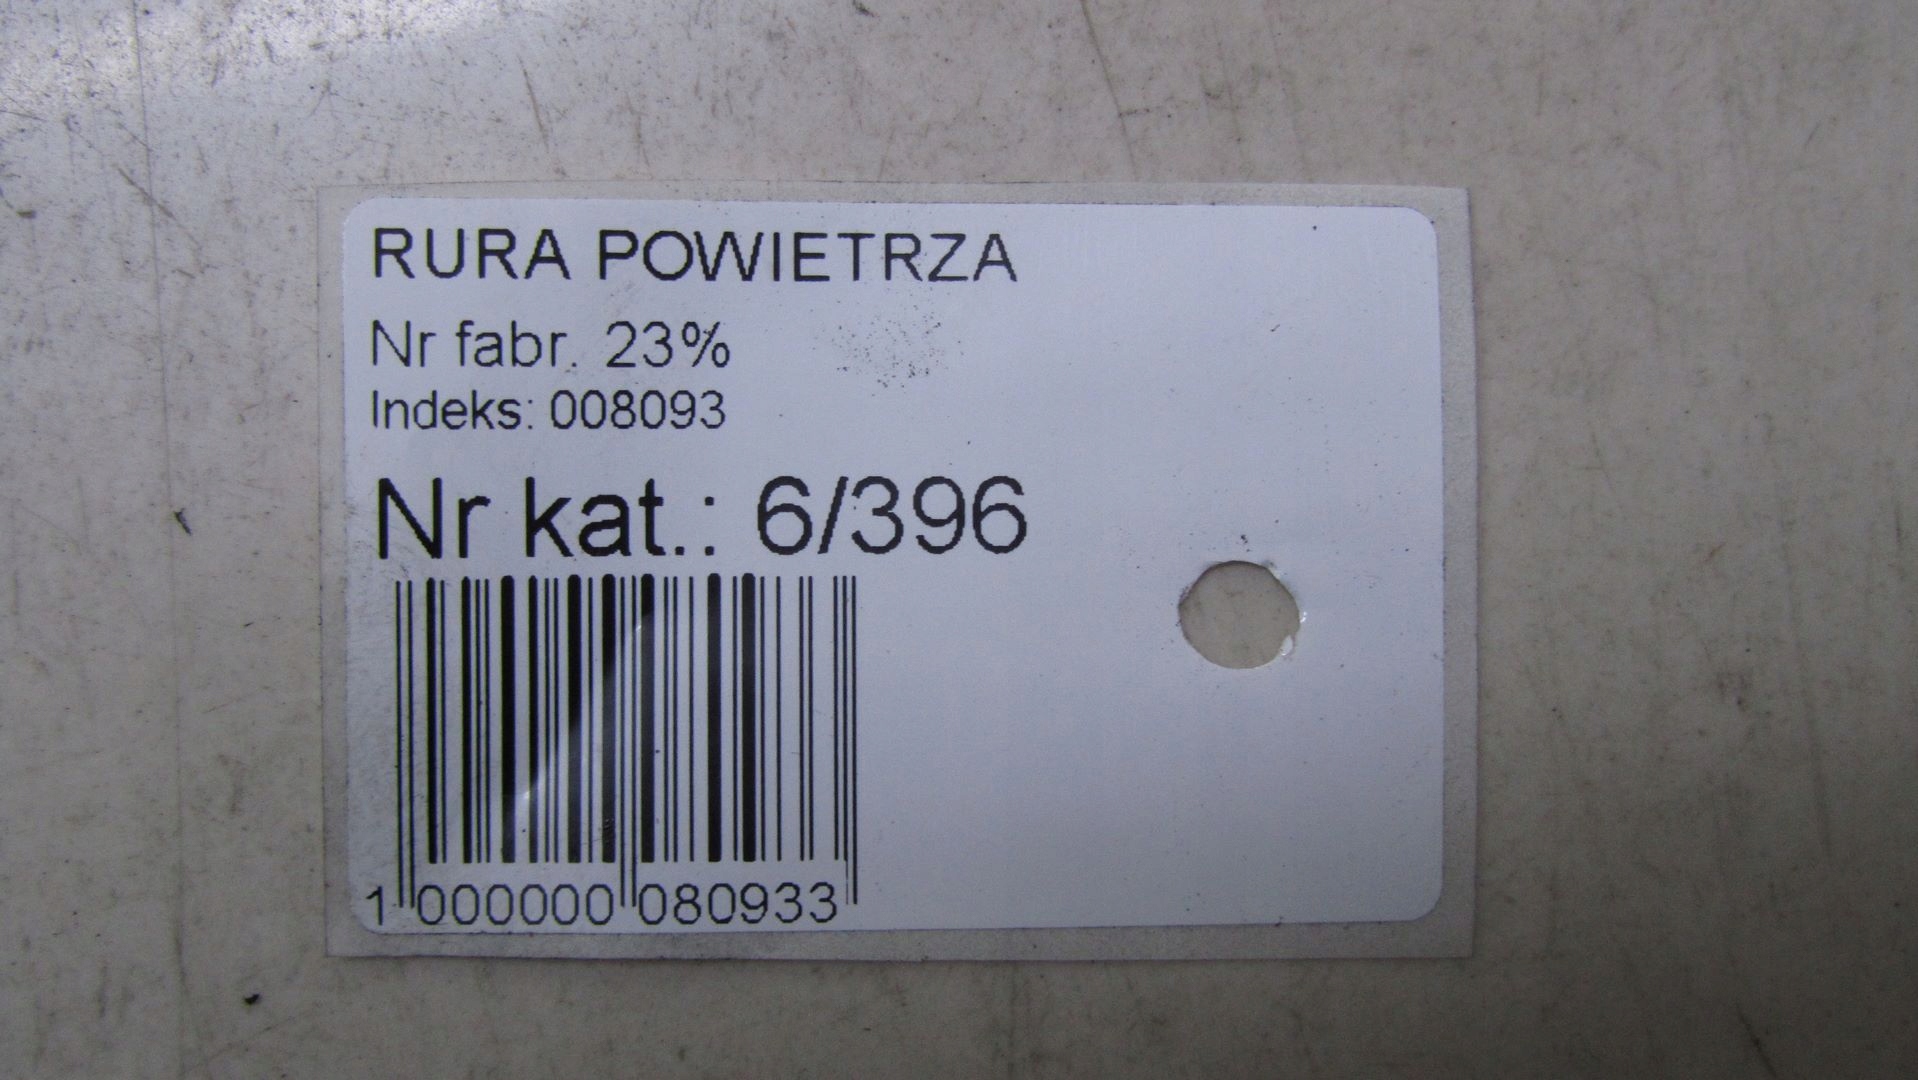 RURA POWIETRZA
Nr fabr. 23%
Indeks: 008093
Nr kat.: 6/396
1 000000 080933